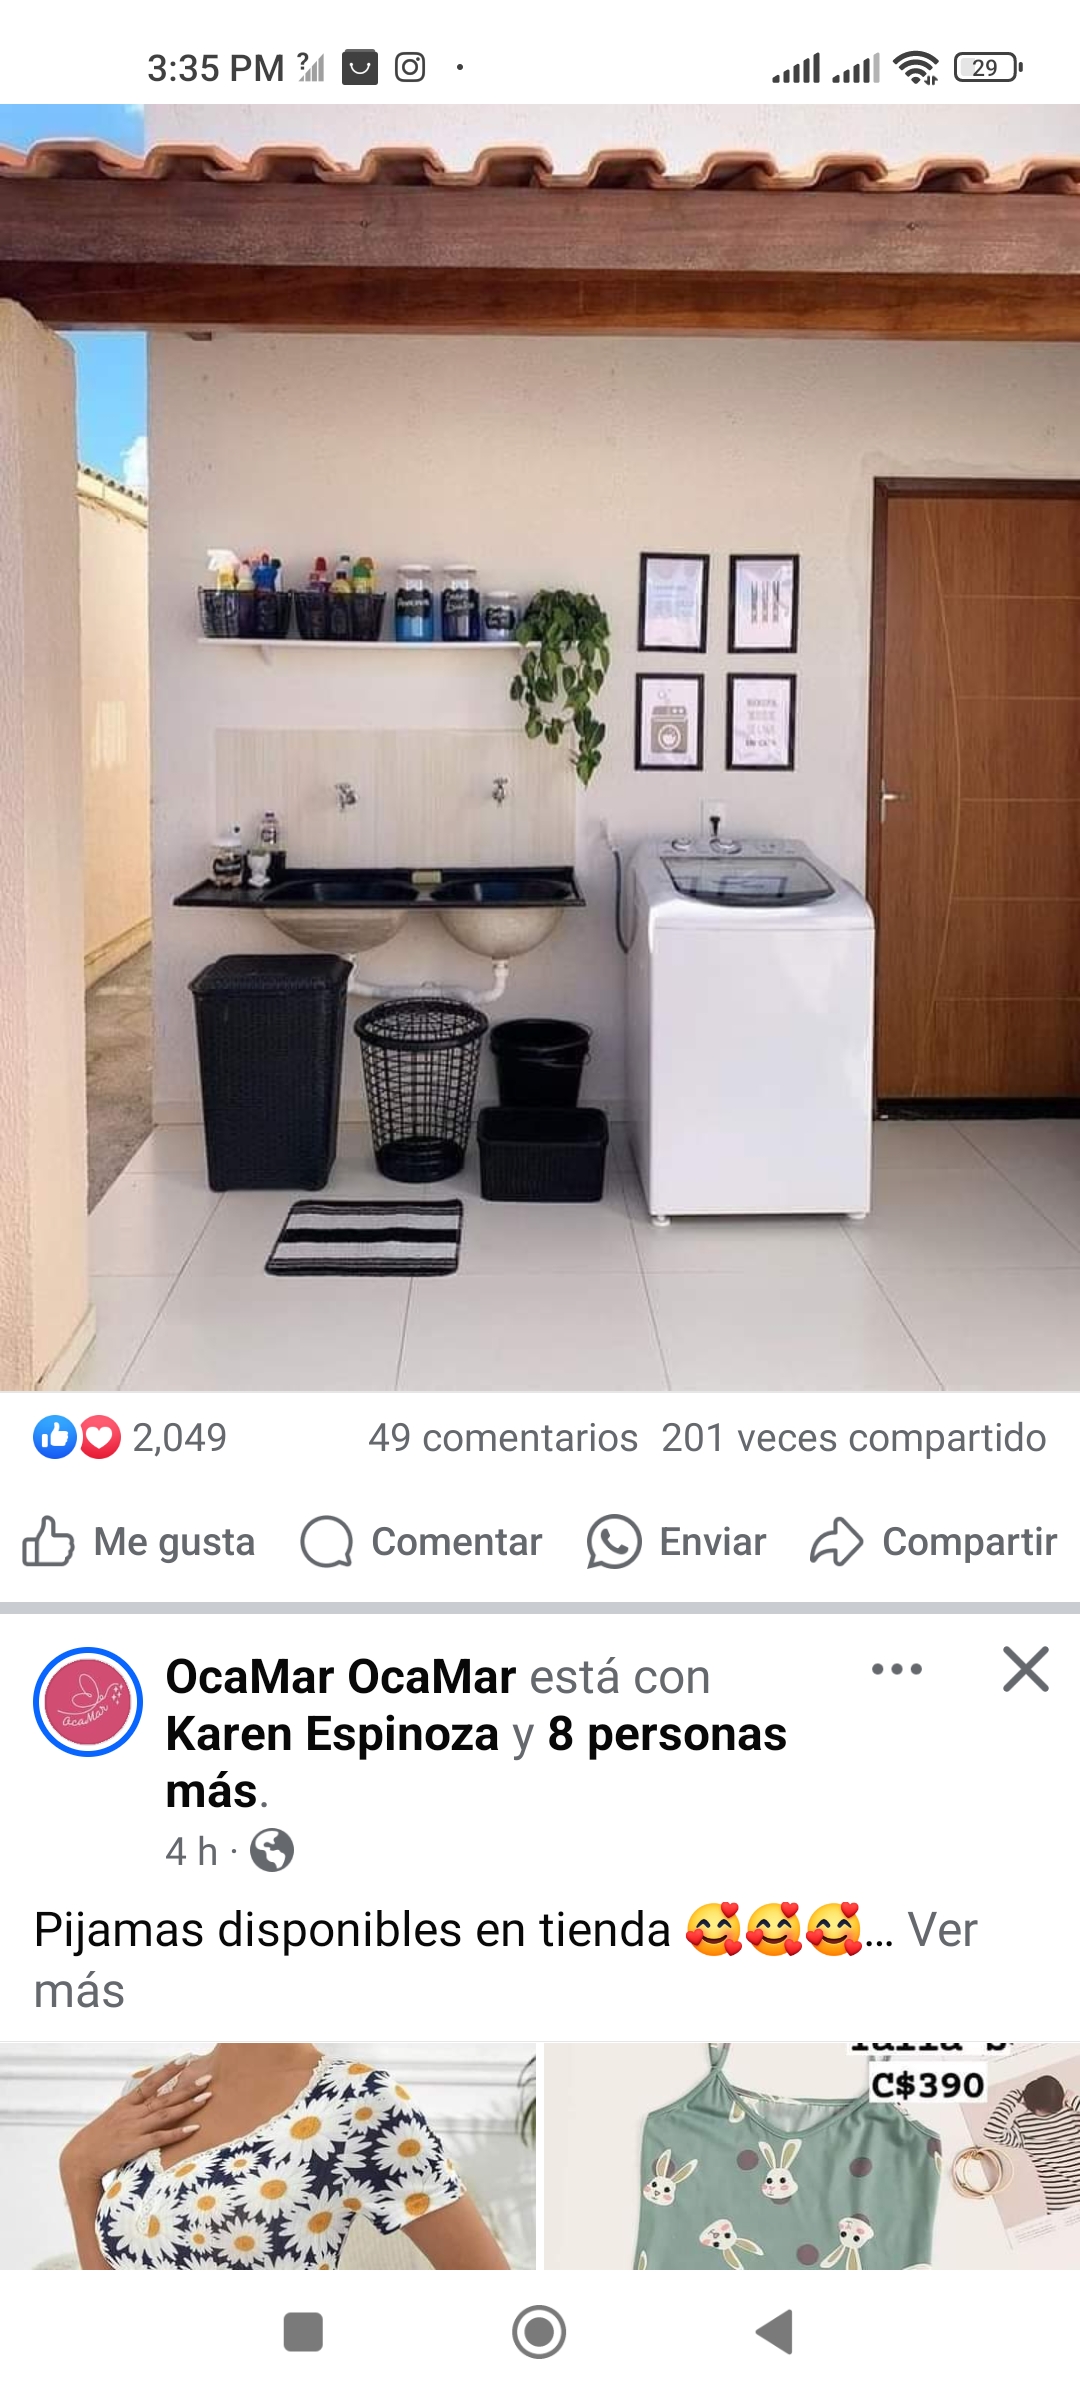 3:35 PM
29
2,049
49 comentarios 201 veces compartido
Me gusta
Comentar
Enviar
Compartir
OcaMar OcaMar está con
Karen Espinoza y 8 personas
más.
4 h ·
Pijamas disponibles en tienda 🥰🥰🥰... Ver
más
C$390